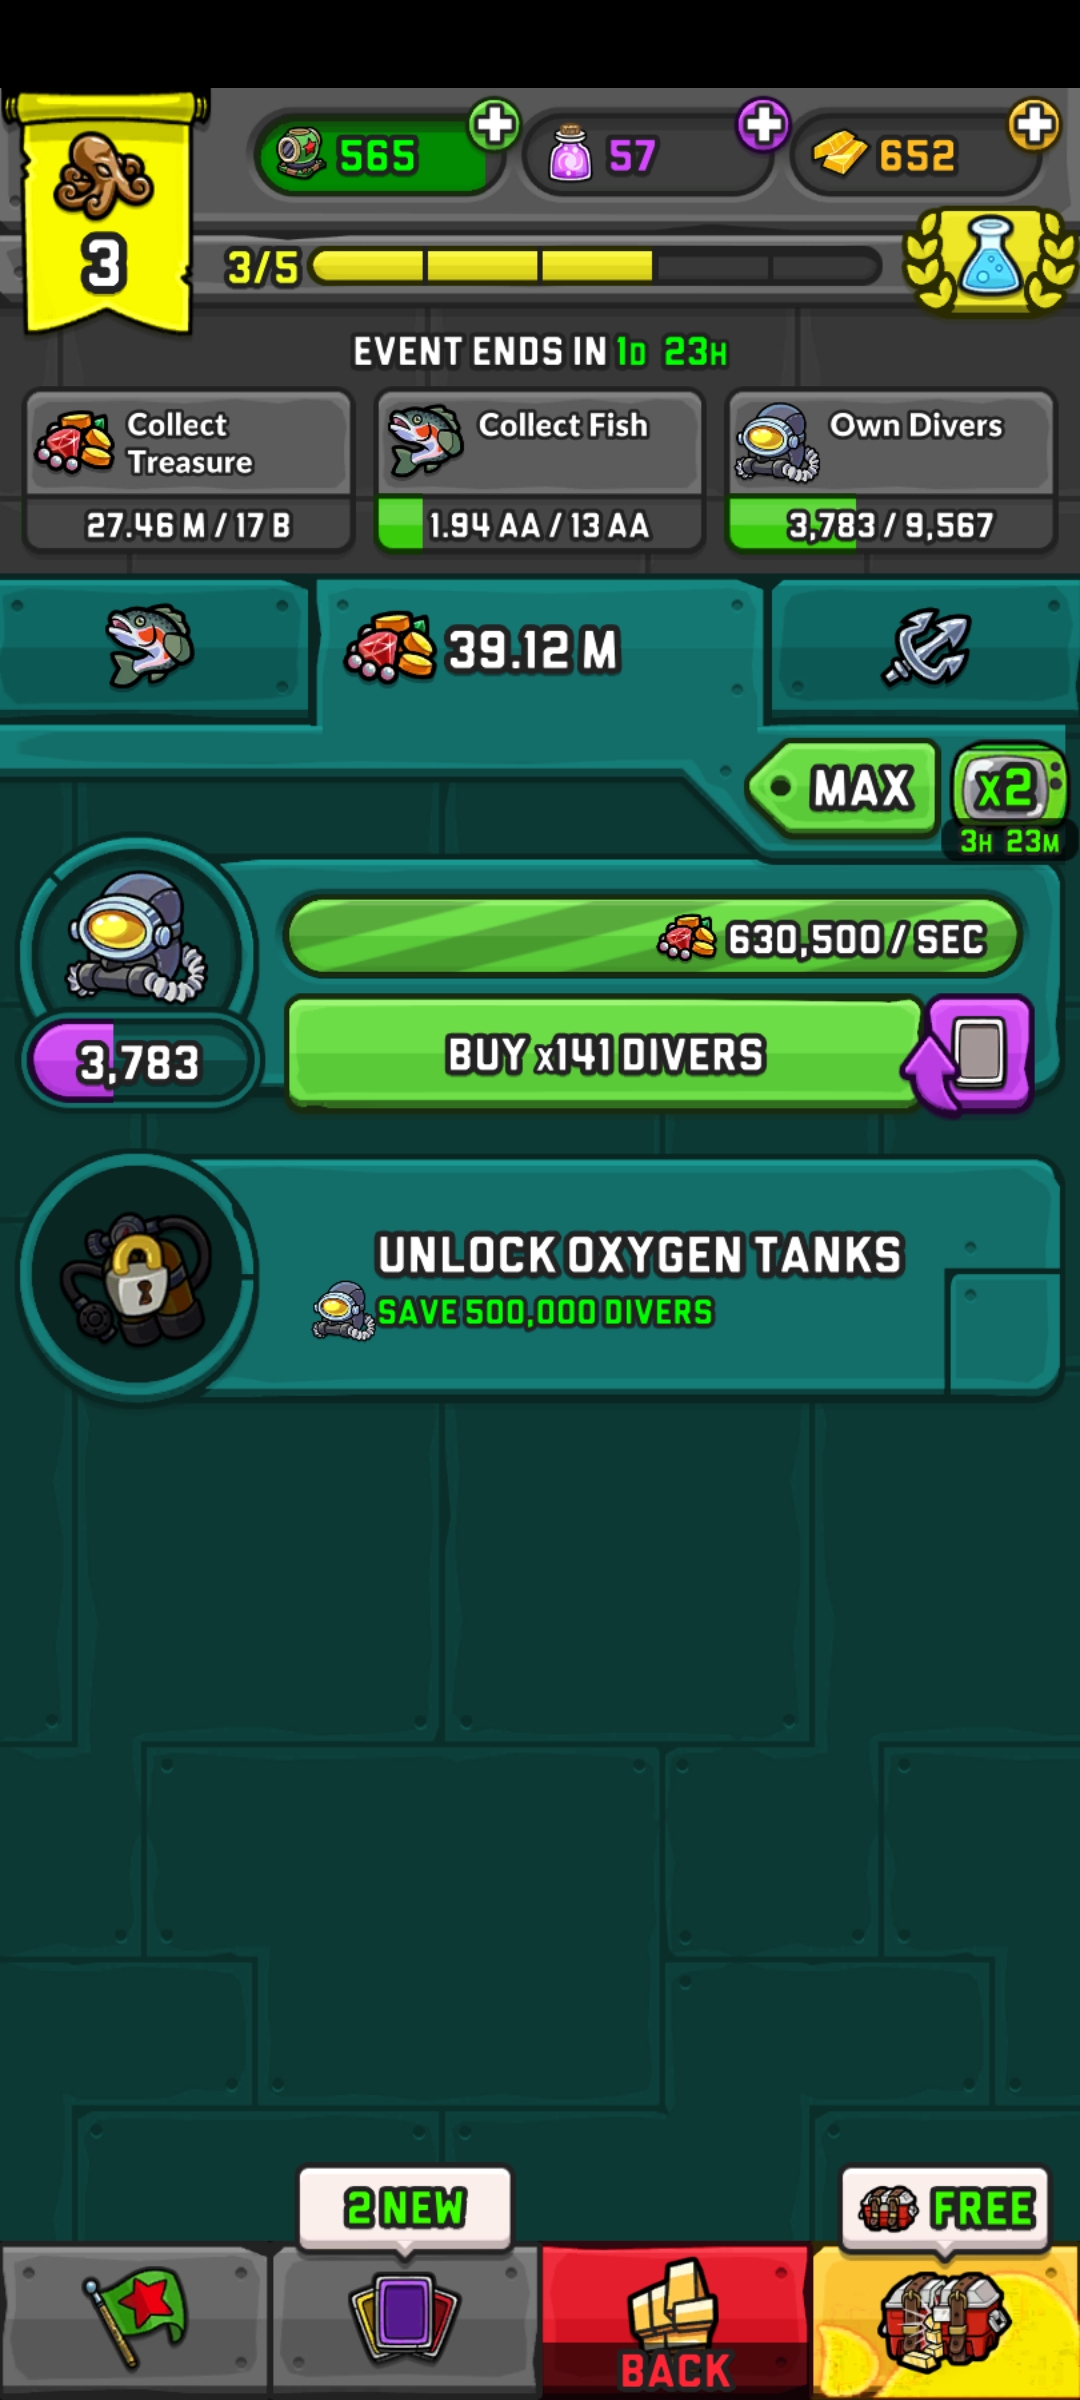 565
57
652
3
3/5
EVENT ENDS IN 1D 23H
Collect Treasure
27.46 M / 17 B
Collect Fish
1.94 AA / 13 AA
Own Divers
3,783 / 9,567
39.12 M
MAX
x2
3H 23M
630,500 / SEC
3,783
BUY x141 DIVERS
UNLOCK OXYGEN TANKS
SAVE 500,000 DIVERS
2 NEW
FREE
BACK